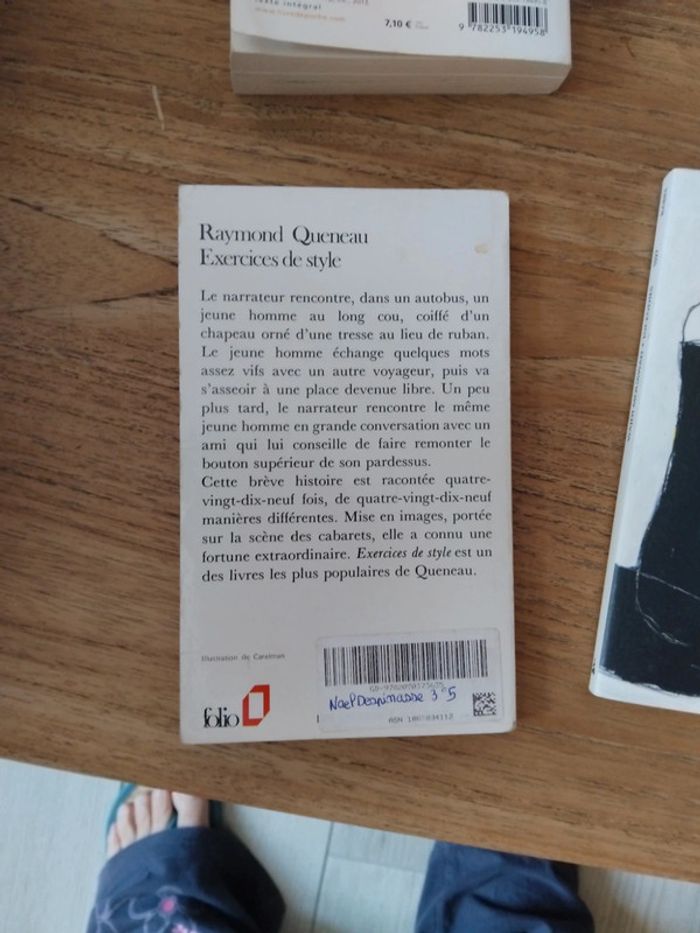 texte intégral
7,10 €
9 782253 194958
Raymond Queneau
Exercices de style
Le narrateur rencontre, dans un autobus, un
jeune homme au long cou, coiffé d'un
chapeau orné d'une tresse au lieu de ruban.
Le jeune homme échange quelques mots
assez vifs avec un autre voyageur, puis va
s'asseoir à une place devenue libre. Un peu
plus tard, le narrateur rencontre le même
jeune homme en grande conversation avec un
ami qui lui conseille de faire remonter le
bouton supérieur de son pardessus.
Cette brève histoire est racontée quatre-
vingt-dix-neuf fois, de quatre-vingt-dix-neuf
manières différentes. Mise en images, portée
sur la scène des cabarets, elle a connu une
fortune extraordinaire. Exercices de style est un
des livres les plus populaires de Queneau.
Illustration de Carelman
folio
3°5